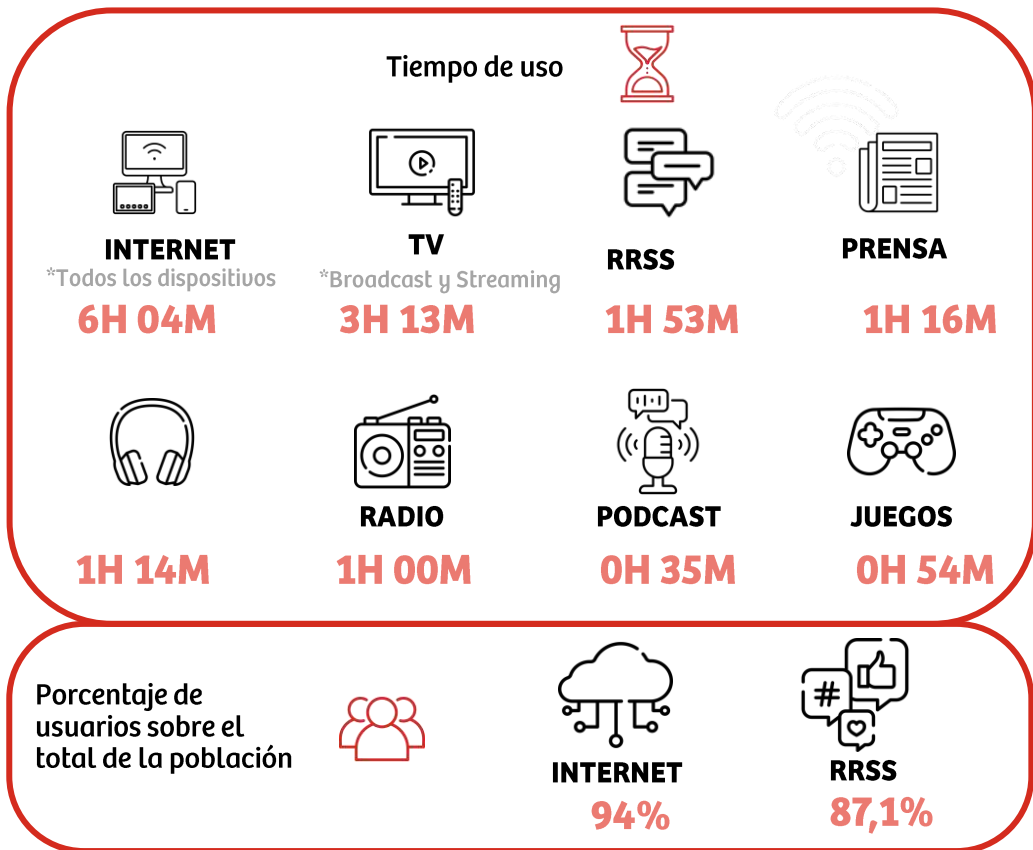 Tiempo de uso
INTERNET
*Todos los dispositivos
6H 04M
TV
*Broadcast y Streaming
3H 13M
RRSS
1H 53M
PRENSA
1H 16M
1H 14M
RADIO
1H 00M
PODCAST
0H 35M
JUEGOS
0H 54M
Porcentaje de
usuarios sobre el
total de la población
INTERNET
94%
#
RRSS
87,1%